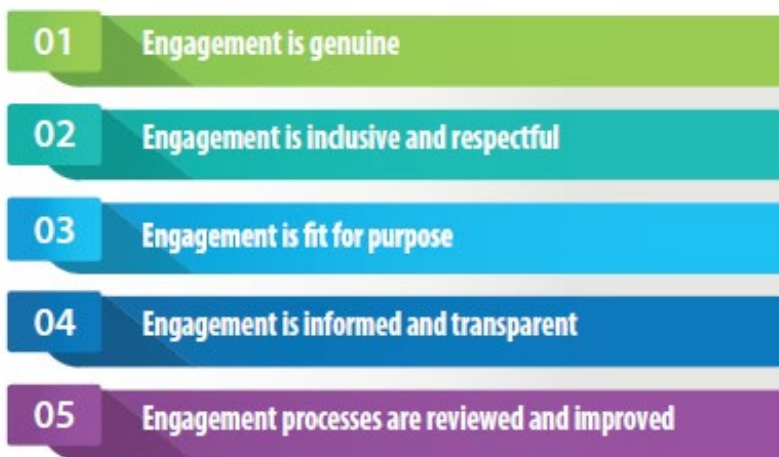 01 Engagement is genuine
02 Engagement is inclusive and respectful
03 Engagement is fit for purpose
04 Engagement is informed and transparent
05 Engagement processes are reviewed and improved